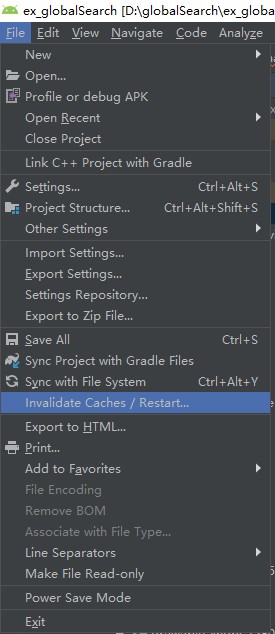 ex_globalSearch [D:\globalSearch\ex_globa
File Edit View Navigate Code Analyze
New
Open...
Profile or debug APK
Open Recent
Close Project
Link C++ Project with Gradle
Settings... Ctrl+Alt+S
Project Structure... Ctrl+Alt+Shift+S
Other Settings
Import Settings...
Export Settings...
Settings Repository...
Export to Zip File...
Save All Ctrl+S
Sync Project with Gradle Files
Sync with File System Ctrl+Alt+Y
Invalidate Caches / Restart...
Export to HTML...
Print...
Add to Favorites
File Encoding
Remove BOM
Associate with File Type...
Line Separators
Make File Read-only
Power Save Mode
Exit